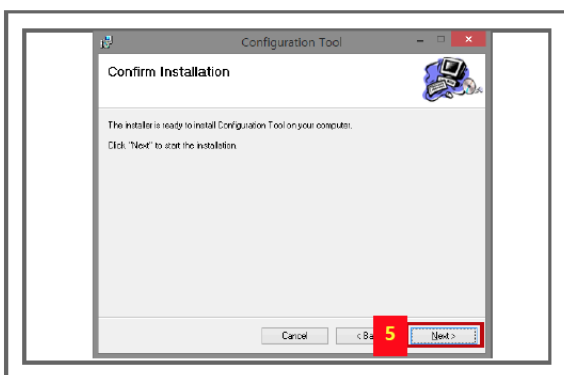 Configuration Tool
Confirm Installation
The installer is ready to install Configuration Tool on your computer.
Click "Next" to start the installation.
Cancel
< Ba
5
Next >